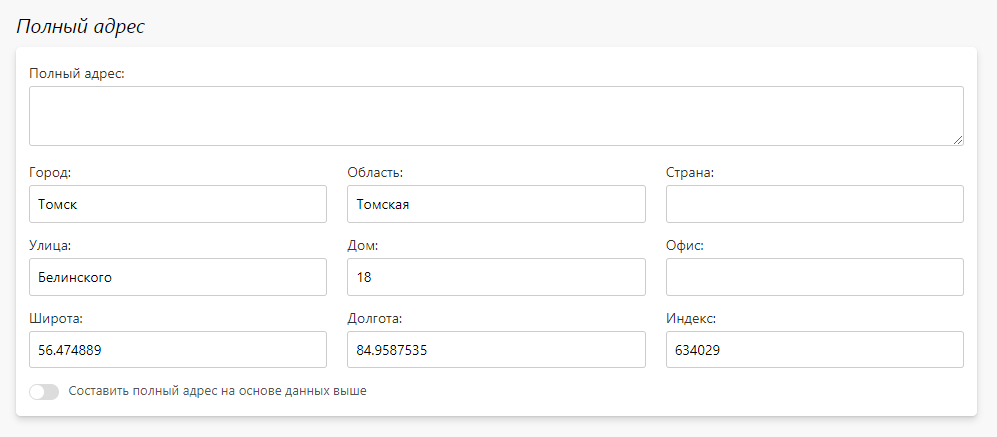 Полный адрес
Полный адрес:
Город: Область: Страна:
Томск Томская
Улица: Дом: Офис:
Белинского 18
Широта: Долгота: Индекс:
56.474889 84.9587535 634029
Составить полный адрес на основе данных выше